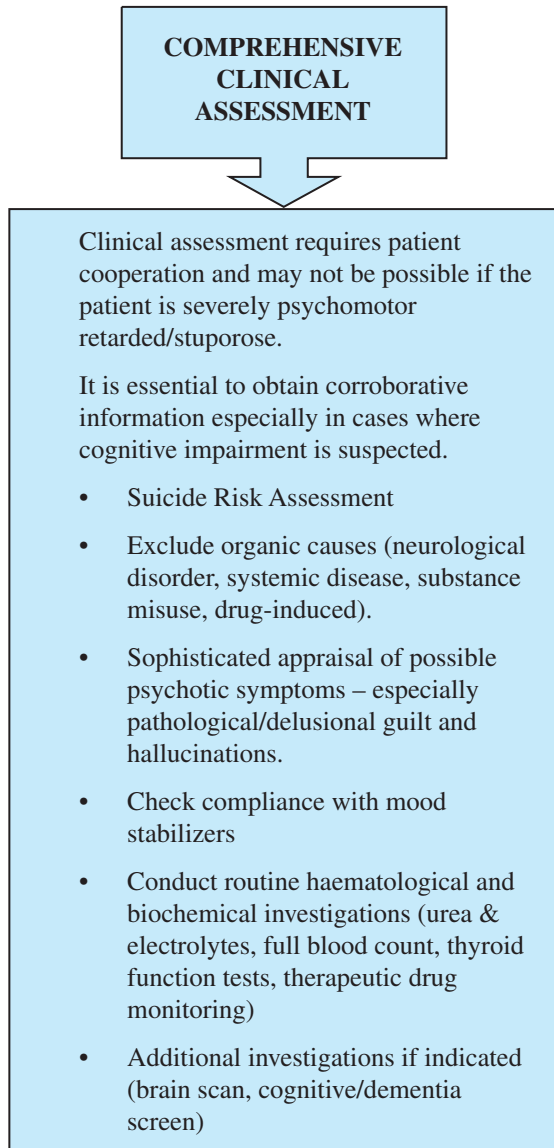 COMPREHENSIVE
CLINICAL
ASSESSMENT
Clinical assessment requires patient
cooperation and may not be possible if the
patient is severely psychomotor
retarded/stuporose.
It is essential to obtain corroborative
information especially in cases where
cognitive impairment is suspected.
• Suicide Risk Assessment
• Exclude organic causes (neurological
disorder, systemic disease, substance
misuse, drug-induced).
• Sophisticated appraisal of possible
psychotic symptoms – especially
pathological/delusional guilt and
hallucinations.
• Check compliance with mood
stabilizers
• Conduct routine haematological and
biochemical investigations (urea &
electrolytes, full blood count, thyroid
function tests, therapeutic drug
monitoring)
• Additional investigations if indicated
(brain scan, cognitive/dementia
screen)